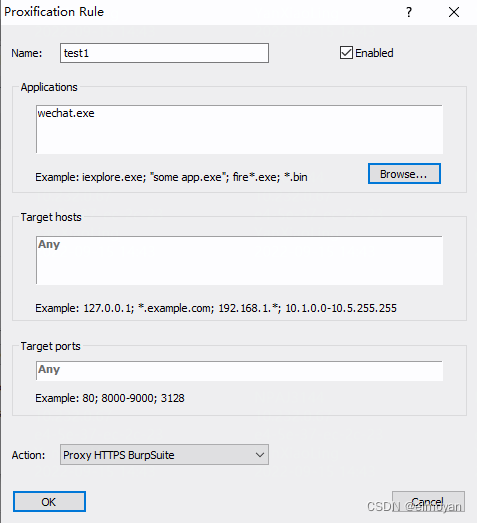 Proxification Rule
Name: test1 Enabled
Applications
wechat.exe
Example: iexplore.exe; "some app.exe"; fire*.exe; *.bin Browse...
Target hosts
Any
Example: 127.0.0.1; *.example.com; 192.168.1.*; 10.1.0.0-10.5.255.255
Target ports
Any
Example: 80; 8000-9000; 3128
Action: Proxy HTTPS BurpSuite
OK Cancel
CSDN @elmoyan